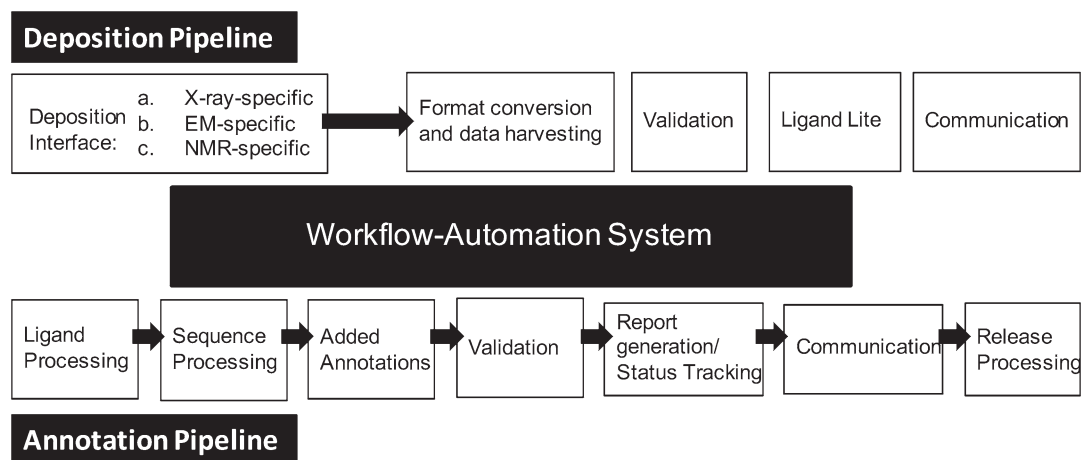 Deposition Pipeline
Deposition Interface:
a. X-ray-specific
b. EM-specific
c. NMR-specific
Format conversion
and data harvesting
Validation
Ligand Lite
Communication
Workflow-Automation System
Ligand
Processing
Sequence
Processing
Added
Annotations
Validation
Report
generation/
Status Tracking
Communication
Release
Processing
Annotation Pipeline